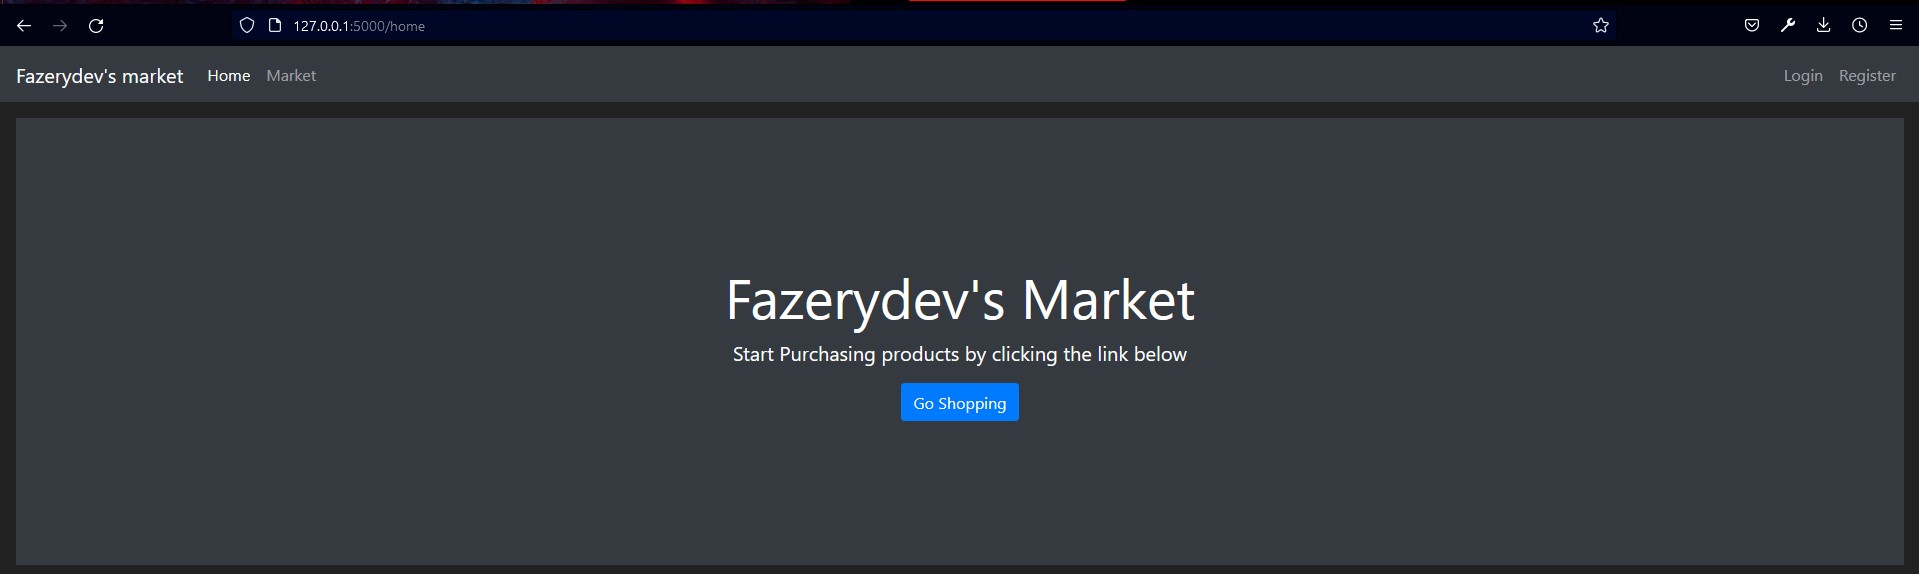 127.0.0.1:5000/home
Fazerydev's market Home Market Login Register
Fazerydev's Market
Start Purchasing products by clicking the link below
Go Shopping